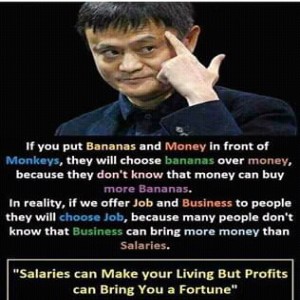 If you put Bananas and Money in front of
Monkeys, they will choose bananas over money,
because they don't know that money can buy
more Bananas.
In reality, if we offer Job and Business to people
they will choose Job, because many people don't
know that Business can bring more money than
Salaries.
"Salaries can Make your Living But Profits
can Bring You a Fortune"